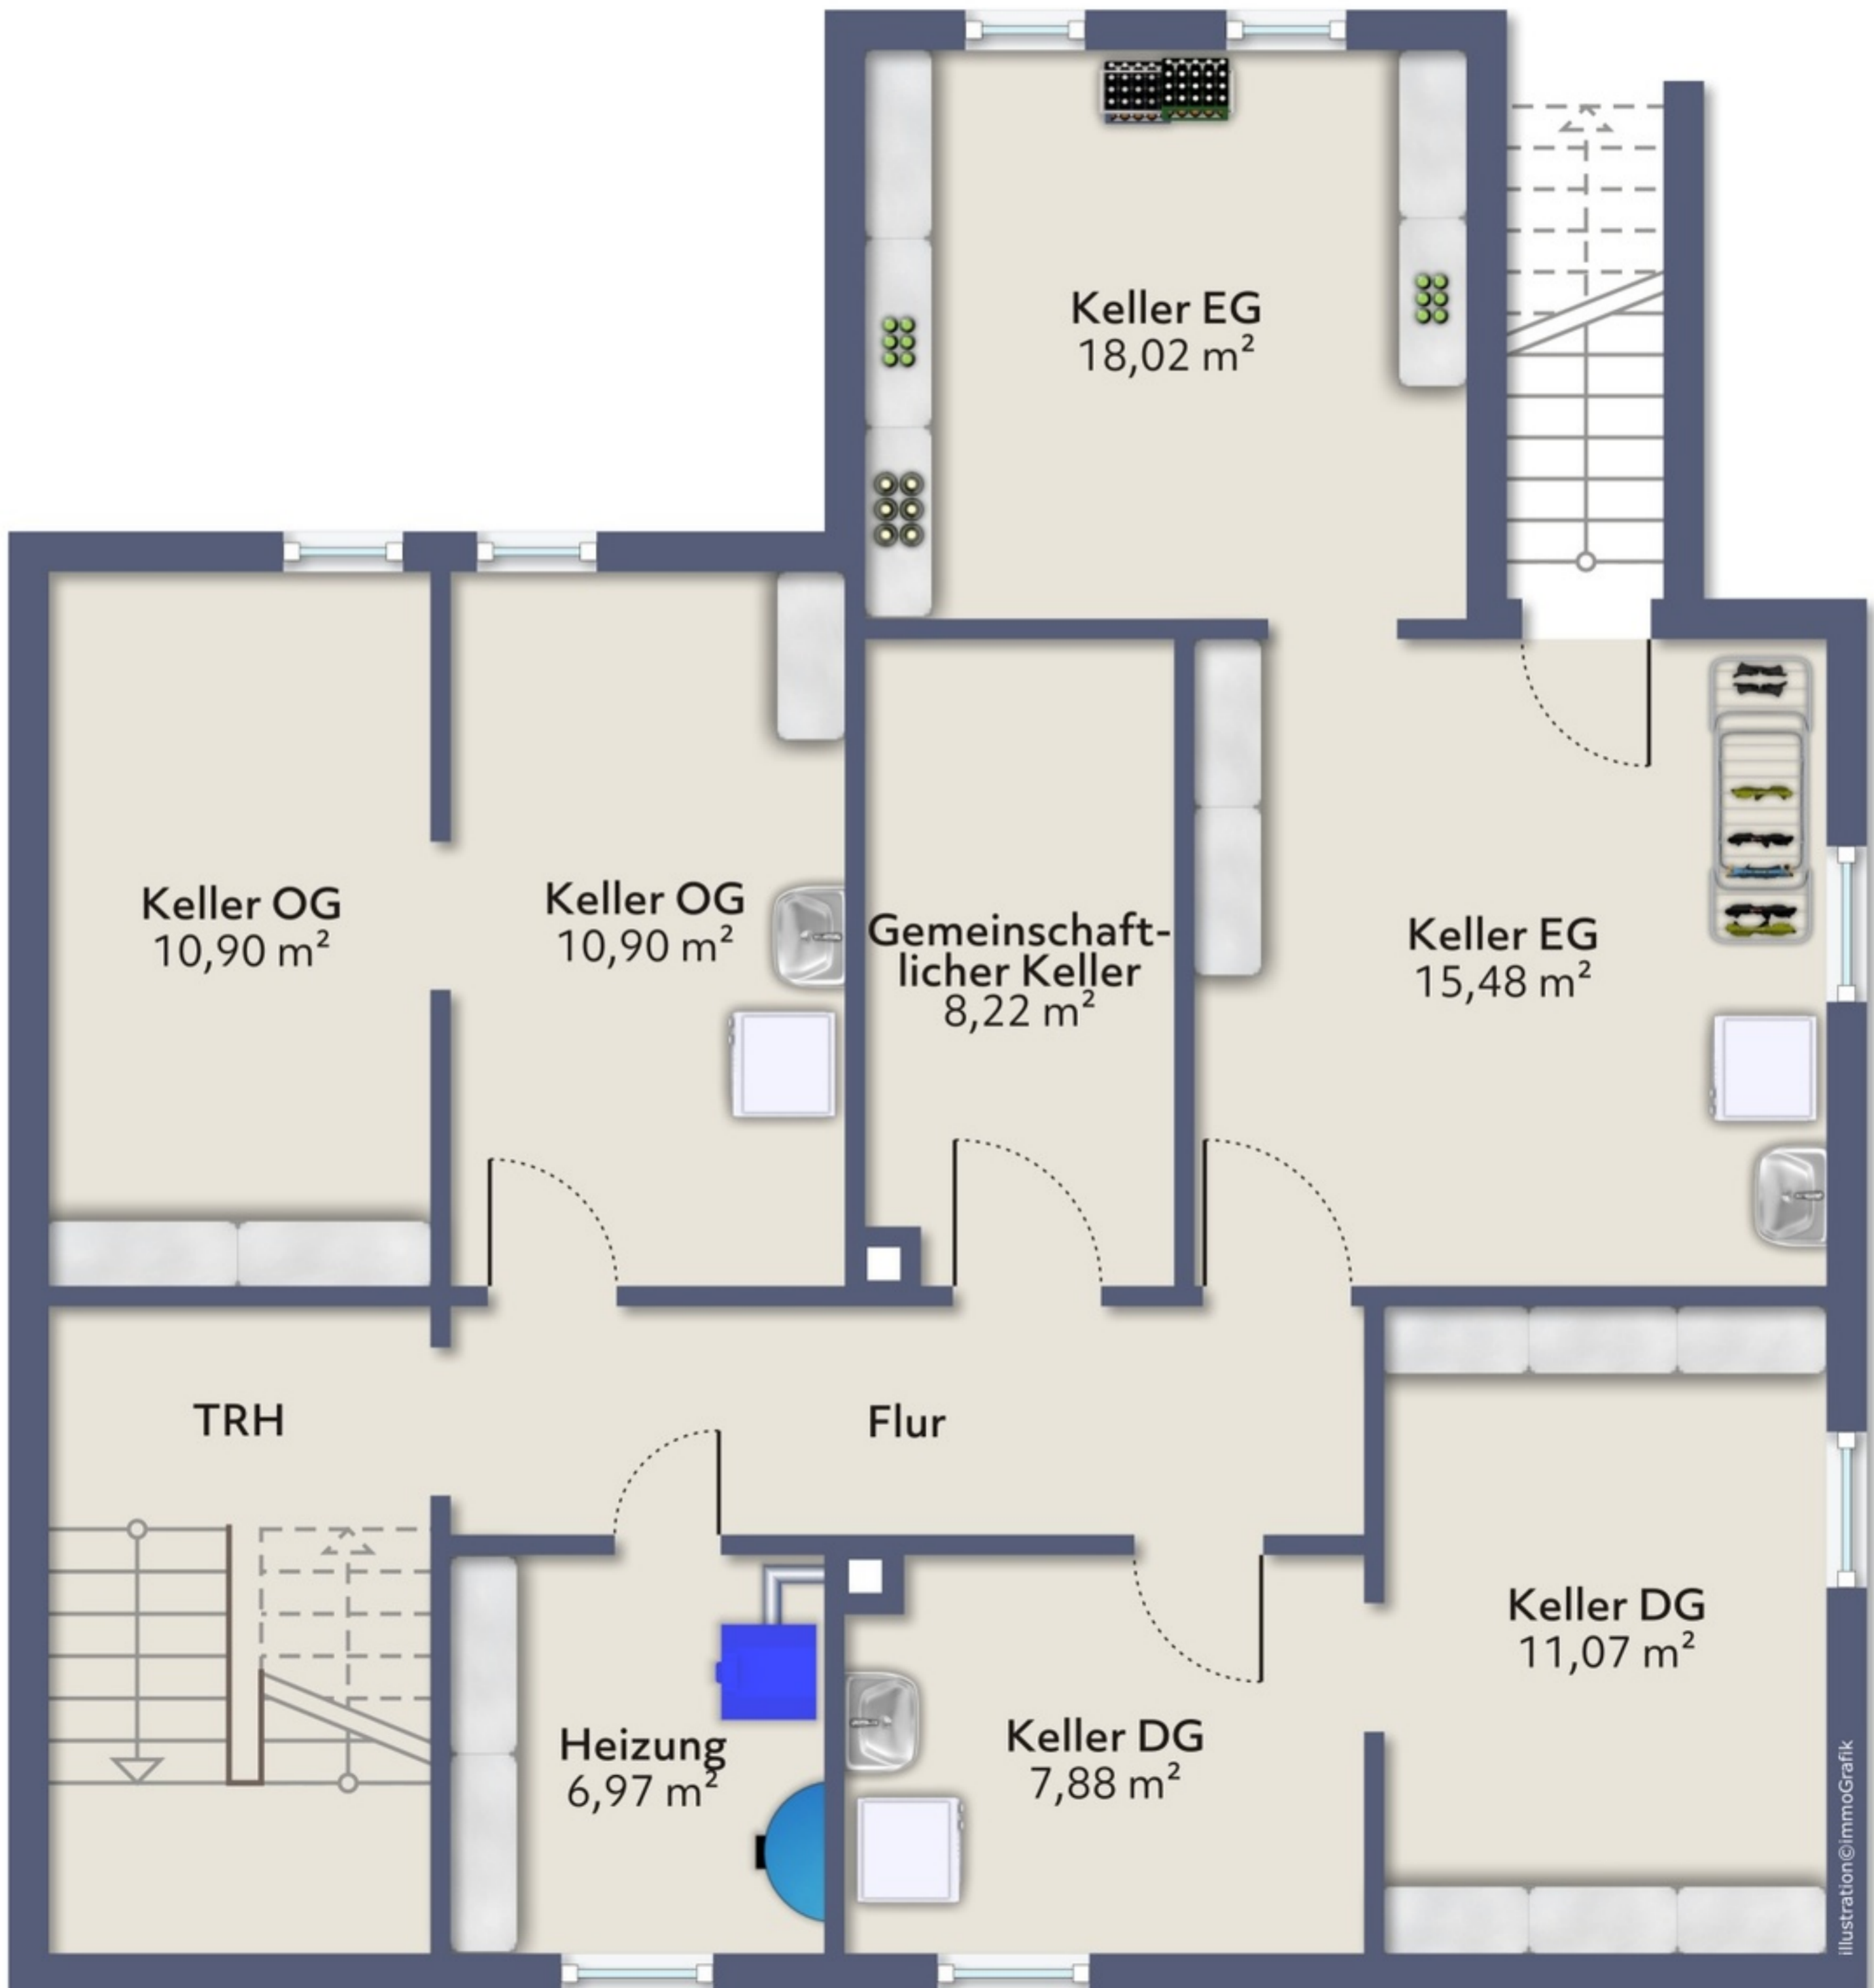 Keller EG
18,02 m²
Keller OG
10,90 m²
Keller OG
10,90 m²
Gemeinschaft-
licher Keller
8,22 m²
Keller EG
15,48 m²
TRH
Flur
Heizung
6,97 m²
Keller DG
7,88 m²
Keller DG
11,07 m²
illustration©immoGrafik